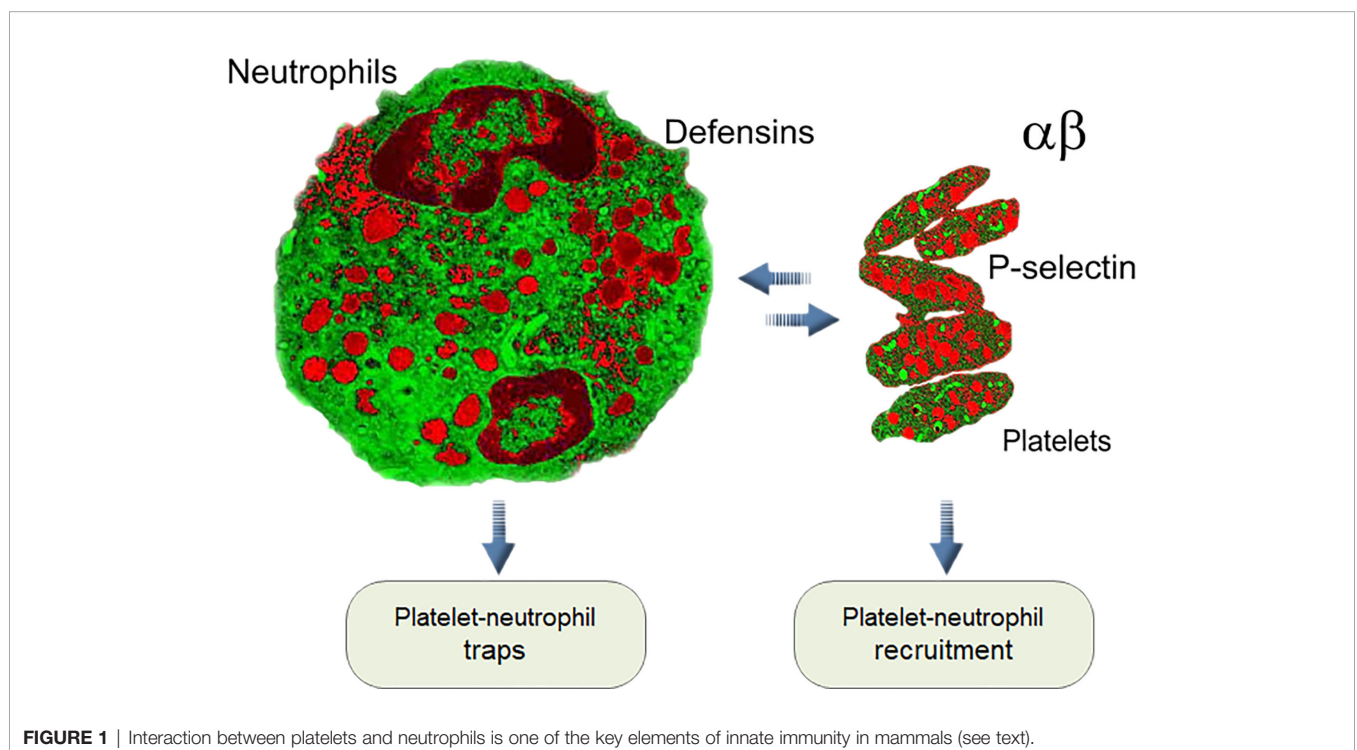 Neutrophils
Defensins
αβ
P-selectin
Platelets
Platelet-neutrophil
traps
Platelet-neutrophil
recruitment
FIGURE 1 | Interaction between platelets and neutrophils is one of the key elements of innate immunity in mammals (see text).